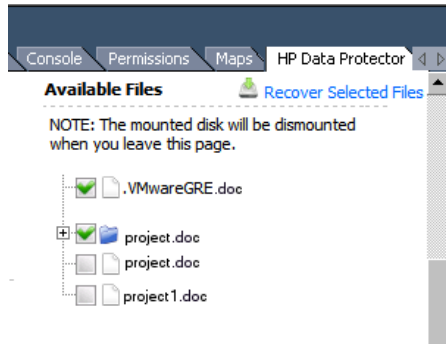 Console Permissions Maps HP Data Protector
Available Files Recover Selected Files
NOTE: The mounted disk will be dismounted
when you leave this page.
.VMwareGRE.doc
project.doc
project.doc
project1.doc